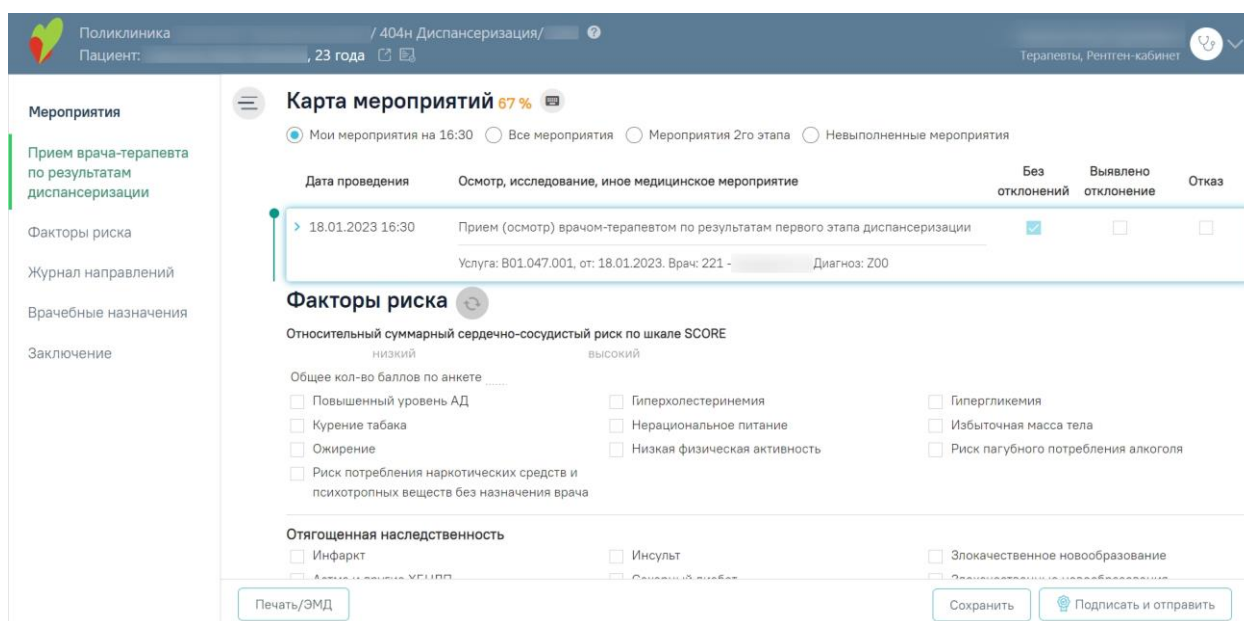 Поликлиника / 404н Диспансеризация/
Пациент: , 23 года
Терапевты, Рентген-кабинет
Мероприятия
Прием врача-терапевта
по результатам
диспансеризации
Факторы риска
Журнал направлений
Врачебные назначения
Заключение
Карта мероприятий 67 %
Мои мероприятия на 16:30 Все мероприятия Мероприятия 2го этапа Невыполненные мероприятия
Дата проведения Осмотр, исследование, иное медицинское мероприятие Без отклонений Выявлено отклонение Отказ
18.01.2023 16:30 Прием (осмотр) врачом-терапевтом по результатам первого этапа диспансеризации
Услуга: B01.047.001, от: 18.01.2023. Врач: 221 - Диагноз: Z00
Факторы риска
Относительный суммарный сердечно-сосудистый риск по шкале SCORE
низкий высокий
Общее кол-во баллов по анкете
Повышенный уровень АД Гиперхолестеринемия Гипергликемия
Курение табака Нерациональное питание Избыточная масса тела
Ожирение Низкая физическая активность Риск пагубного потребления алкоголя
Риск потребления наркотических средств и
психотропных веществ без назначения врача
Отягощенная наследственность
Инфаркт Инсульт Злокачественное новообразование
Печать/ЭМД Сохранить Подписать и отправить